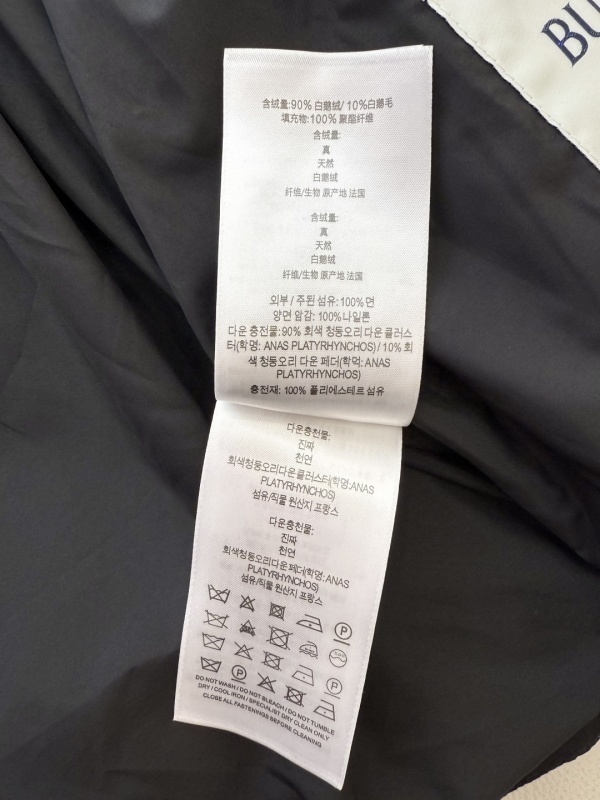 BU
含绒量:90% 白鹅绒/ 10%白鹅毛
填充物:100% 聚酯纤维
含绒量:
真
天然
白鹅绒
纤维/生物 原产地 法国
含绒量:
真
天然
白鹅绒
纤维/生物 原产地 法国
외부 / 주된 섬유: 100% 면
양면 암감: 100% 나일론
다운 충전물:90% 회색 청둥오리 다운 클러스
터(학명: ANAS PLATYRHYNCHOS) / 10% 회
색 청둥오리 다운 페더(학먹: ANAS
PLATYRHYNCHOS)
충전재: 100% 폴리에스테르 섬유
다운충천물:
진짜
천연
회색청둥오리다운 클러스터(학명:ANAS
PLATYRHYNCHOS)
섬유/직물 원산지 프랑스
다운충천물:
진짜
천연
회색청둥오리다운 페더(학명:ANAS
PLATYRHYNCHOS)
섬유/직물 원산지 프랑스
P
P
P
DO NOT WASH / DO NOT BLEACH / DO NOT TUMBLE
DRY / COOL IRON / SPECIALIST DRY CLEAN ONLY
CLOSE ALL FASTENINGS BEFORE CLEANING